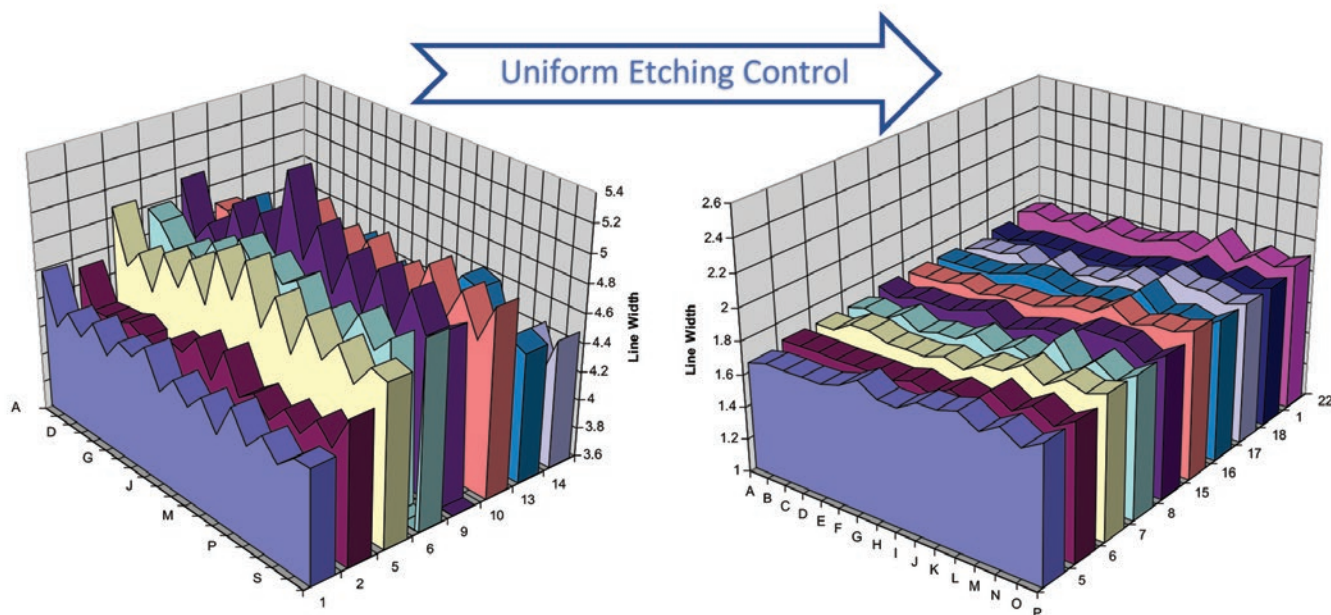 Uniform Etching Control
5.4
5.2
5
4.8
4.6
4.4
4.2
4
3.8
3.6
Line Width
A
D
G
J
M
P
S
1
2
5
6
9
10
13
14
2.6
2.4
2.2
2
1.8
1.6
1.4
1.2
1
Line Width
A
B
C
D
E
F
G
H
I
J
K
L
M
N
O
P
5
6
7
8
15
16
17
18
1
22